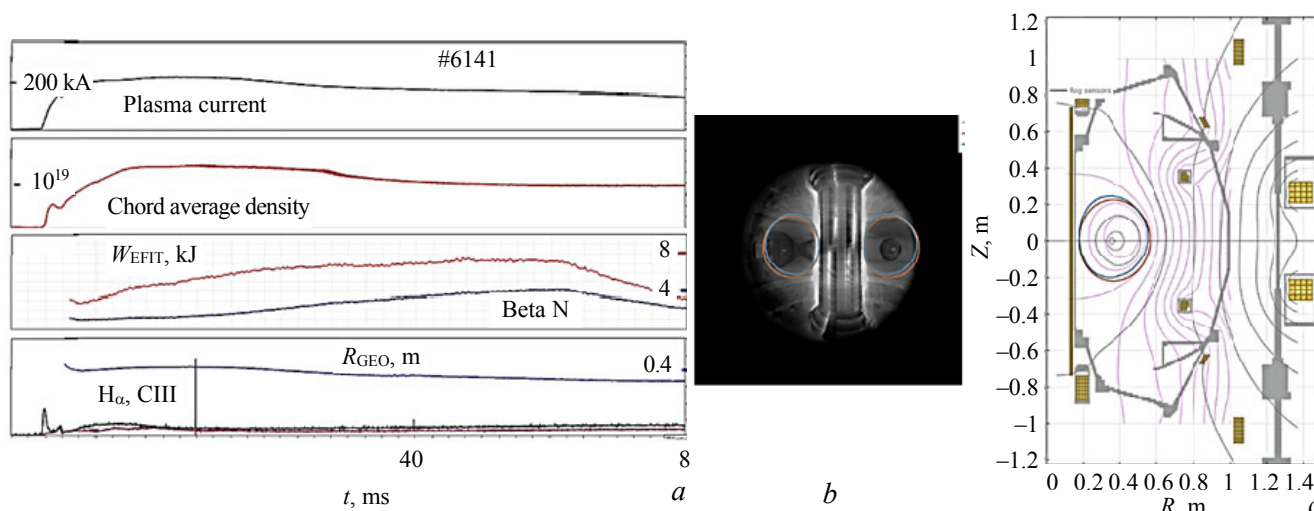 #6141
200 kA
Plasma current
10¹⁹
Chord average density
W_EFIT, kJ
8
4
Beta N
R_GEO, m
0.4
Hα, CIII
40
8
t, ms
a
b
1.2
1
0.8
0.6
0.4
0.2
0
–0.2
–0.4
–0.6
–0.8
–1
–1.2
Z, m
sensors
0 0.2 0.4 0.6 0.8 1 1.2 1.4
R, m